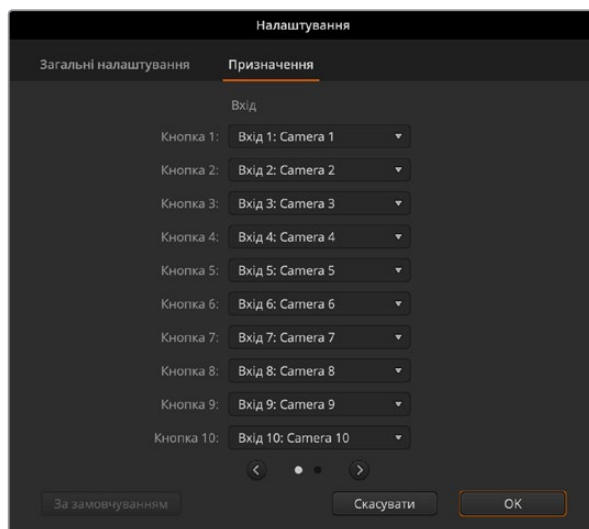 Налаштування
Загальні налаштування Призначення
Вхід
Кнопка 1: Вхід 1: Camera 1
Кнопка 2: Вхід 2: Camera 2
Кнопка 3: Вхід 3: Camera 3
Кнопка 4: Вхід 4: Camera 4
Кнопка 5: Вхід 5: Camera 5
Кнопка 6: Вхід 6: Camera 6
Кнопка 7: Вхід 7: Camera 7
Кнопка 8: Вхід 8: Camera 8
Кнопка 9: Вхід 9: Camera 9
Кнопка 10: Вхід 10: Camera 10
За замовчуванням Скасувати OK